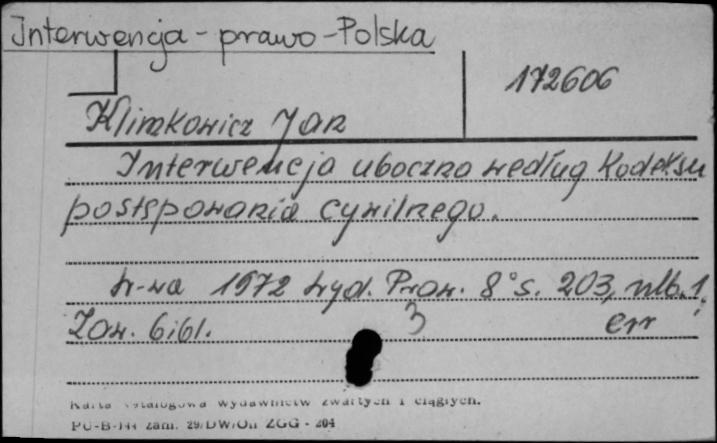 Interwencja - prawo - Polska
172606
Klimkowicz Jan
Interwencja uboczna według Kodeksu
postępowania cywilnego.
W-wa 1972 Wyd. Praw. 8° s. 203, nlb. 1.
Zaw. bibl. 3 err
Karta katalogowa wydawnictw zwartych i ciągłych.
PU-B-144 zam. 29/DW/On ZGG - 204